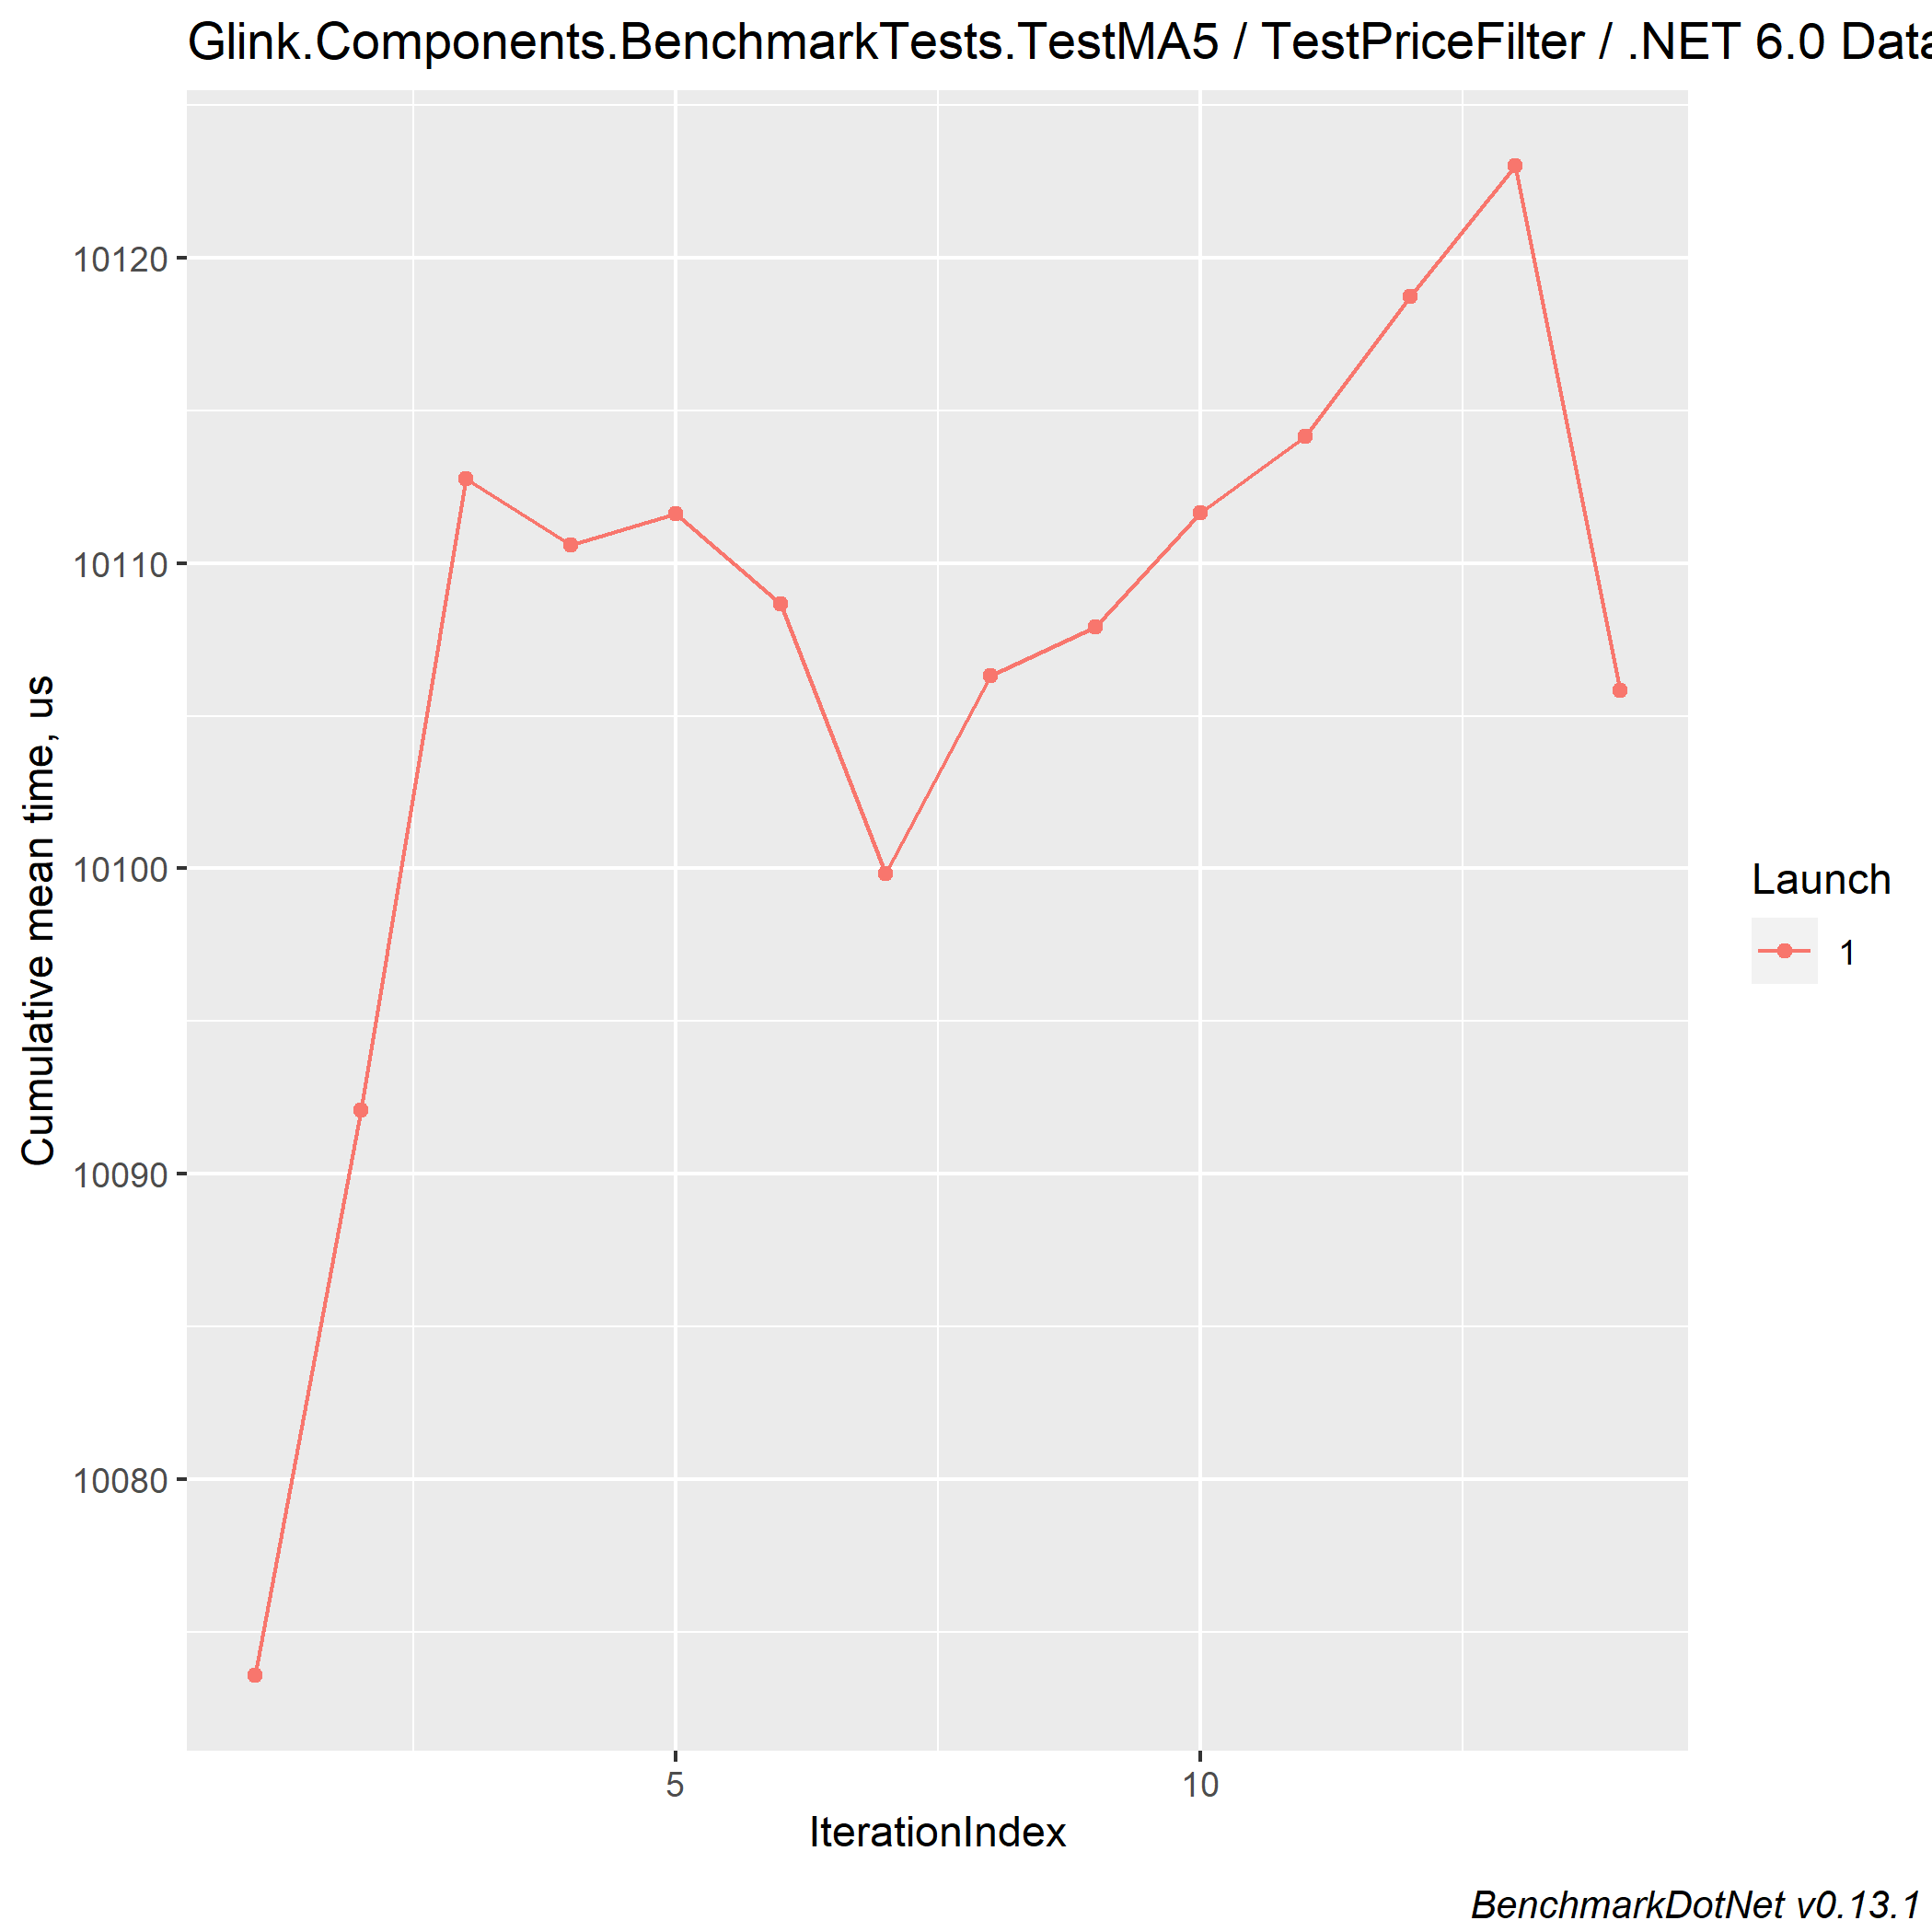 Glink.Components.BenchmarkTests.TestMA5 / TestPriceFilter / .NET 6.0 Data
Cumulative mean time, us
10120
10110
10100
10090
10080
5
10
IterationIndex
Launch
1
BenchmarkDotNet v0.13.1